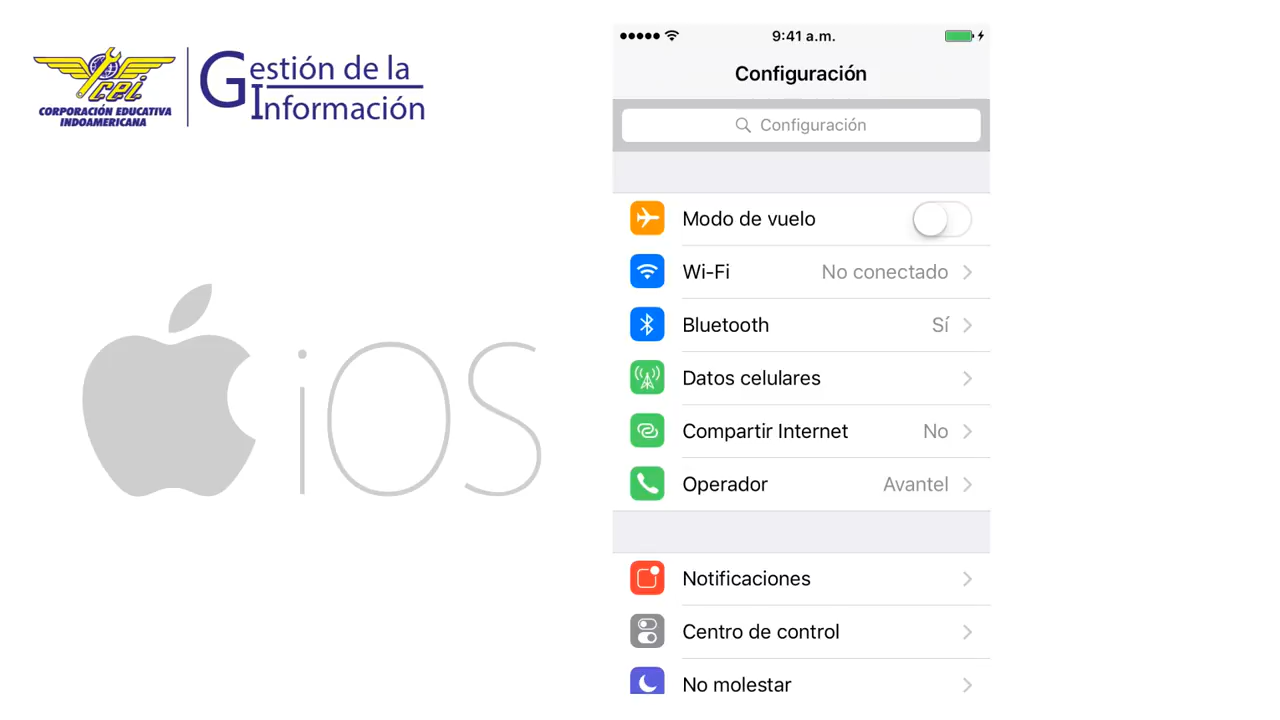 cei
CORPORACIÓN EDUCATIVA
INDOAMERICANA
Gestión de la
Información
iOS
9:41 a.m.
Configuración
Configuración
Modo de vuelo
Wi-Fi No conectado
Bluetooth Sí
Datos celulares
Compartir Internet No
Operador Avantel
Notificaciones
Centro de control
No molestar